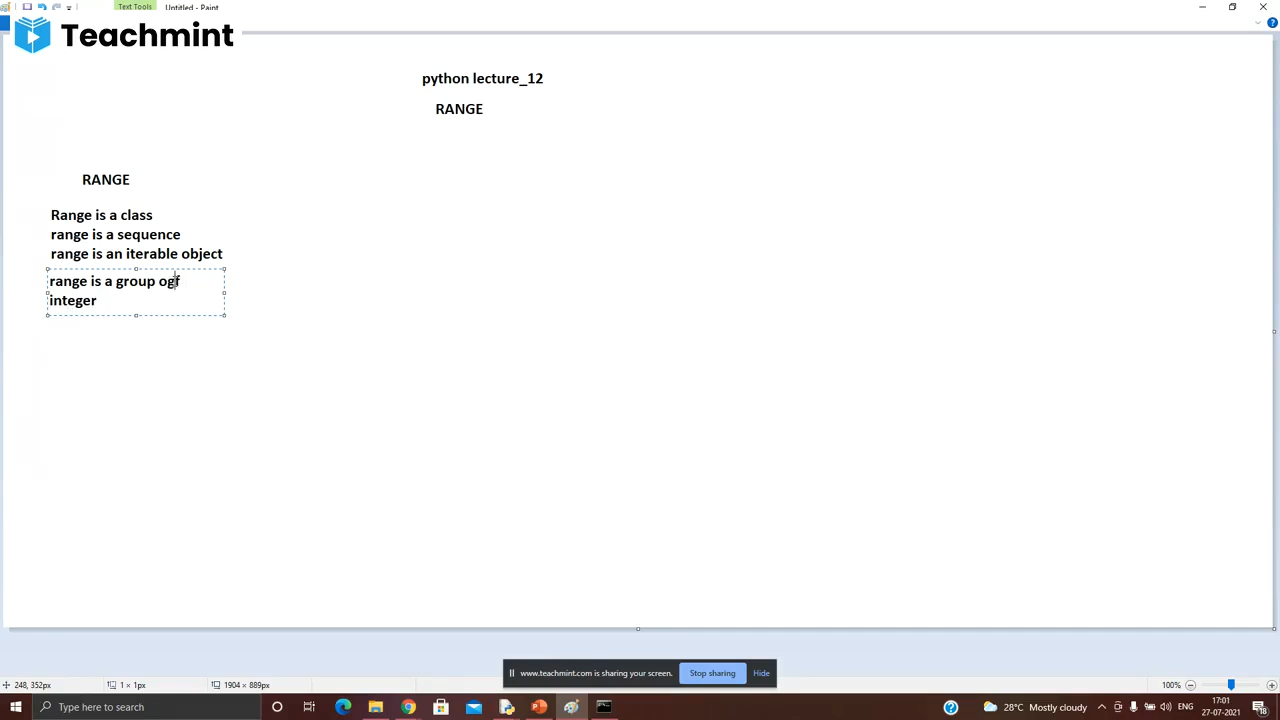 Text Tools
Untitled - Paint
Teachmint
python lecture_12
RANGE
RANGE
Range is a class
range is a sequence
range is an iterable object
range is a group ogf
integer
www.teachmint.com is sharing your screen.
Stop sharing
Hide
248, 352px
1 × 1px
1904 × 889px
100%
Type here to search
28°C Mostly cloudy
ENG
17:01
27-07-2021
18